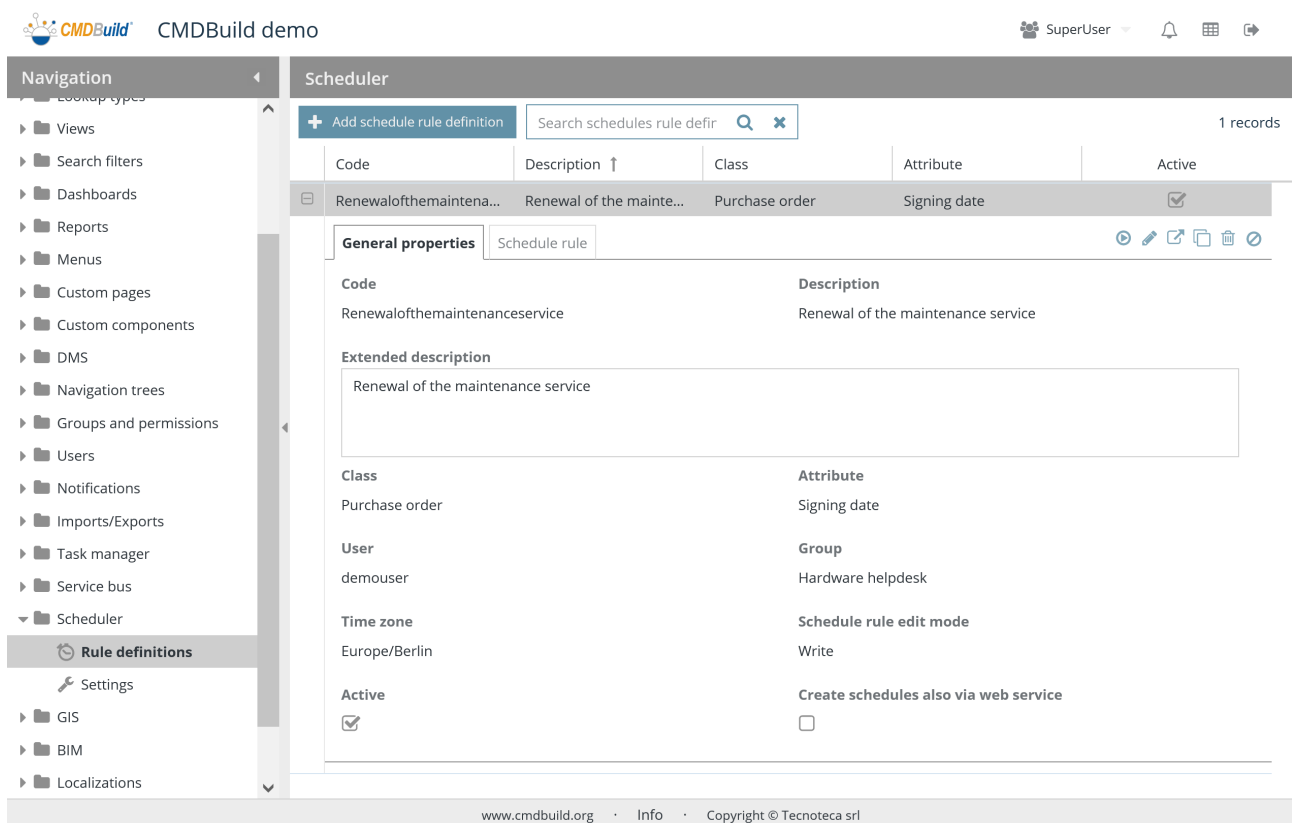 CMDBuild CMDBuild demo SuperUser
Navigation
Lookup types
Views
Search filters
Dashboards
Reports
Menus
Custom pages
Custom components
DMS
Navigation trees
Groups and permissions
Users
Notifications
Imports/Exports
Task manager
Service bus
Scheduler
Rule definitions
Settings
GIS
BIM
Localizations
Scheduler
Add schedule rule definition Search schedules rule defir 1 records
Code Description Class Attribute Active
Renewalofthemaintena... Renewal of the mainte... Purchase order Signing date
General properties Schedule rule
Code Description
Renewalofthemaintenanceservice Renewal of the maintenance service
Extended description
Renewal of the maintenance service
Class Attribute
Purchase order Signing date
User Group
demouser Hardware helpdesk
Time zone Schedule rule edit mode
Europe/Berlin Write
Active Create schedules also via web service
www.cmdbuild.org · Info · Copyright © Tecnoteca srl